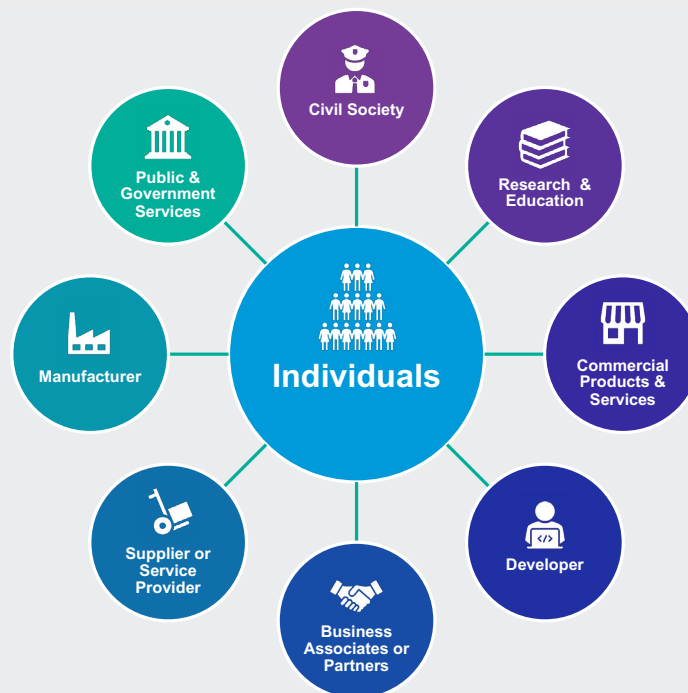 Civil Society
Public &
Government
Services
Research &
Education
Manufacturer
Individuals
Commercial
Products &
Services
Supplier or
Service
Provider
</>
Developer
Business
Associates or
Partners